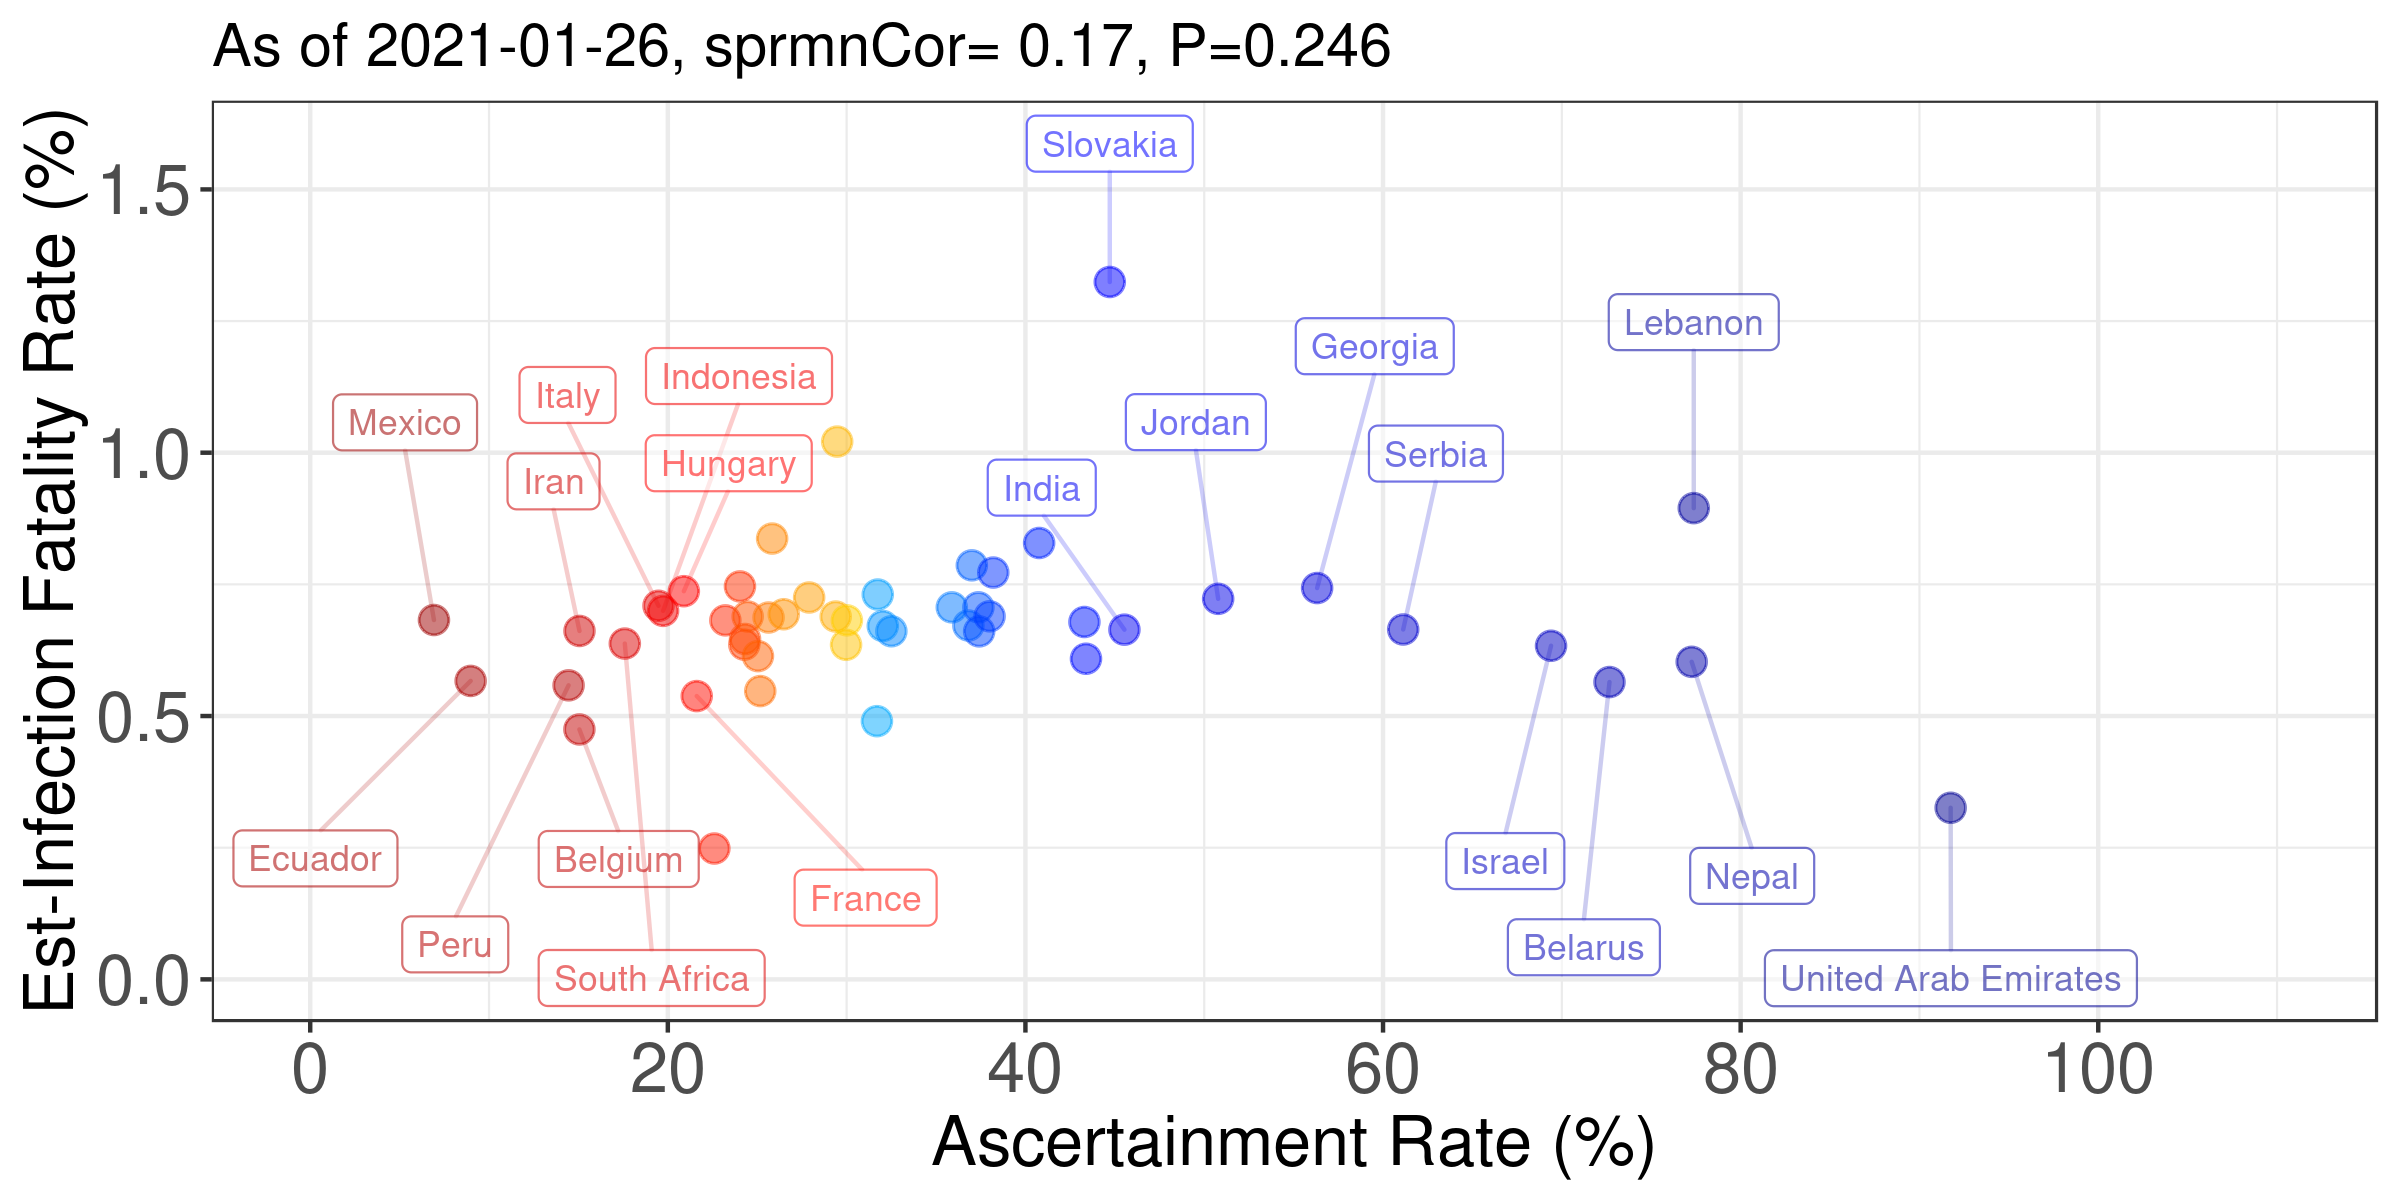 As of 2021-01-26, sprmnCor= 0.17, P=0.246
Est-Infection Fatality Rate (%)
1.5
1.0
0.5
0.0
Slovakia
Lebanon
Georgia
Indonesia
Italy
Mexico
Jordan
Serbia
Hungary
Iran
India
Ecuador
Belgium
Israel
Nepal
France
Peru
Belarus
South Africa
United Arab Emirates
0 20 40 60 80 100
Ascertainment Rate (%)